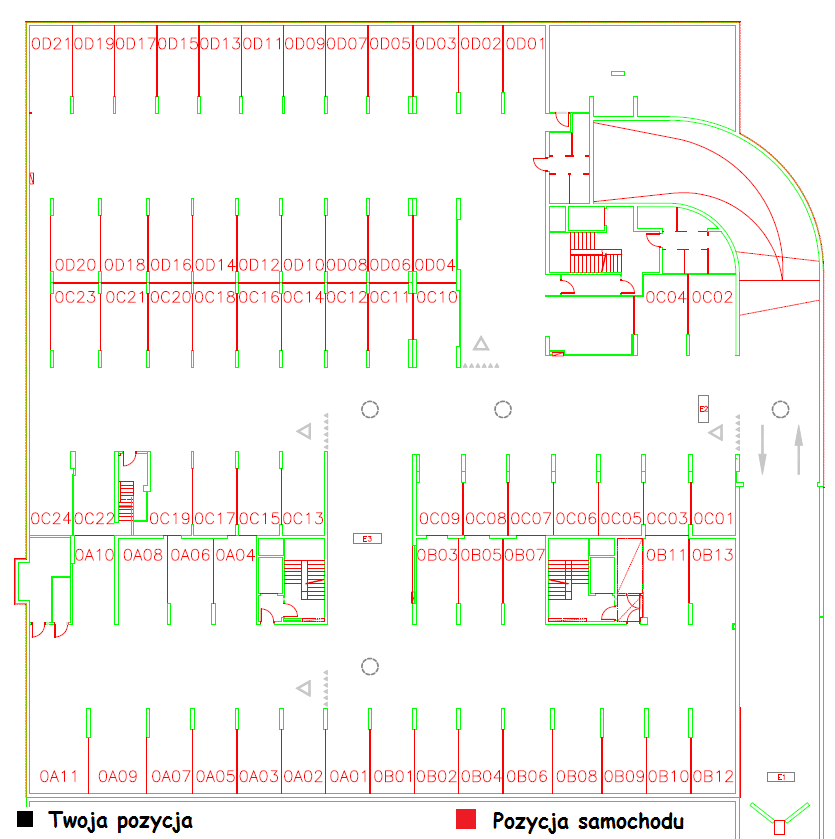 0D21 0D19 0D17 0D15 0D13 0D11 0D09 0D07 0D05 0D03 0D02 0D01
0D20 0D18 0D16 0D14 0D12 0D10 0D08 0D06 0D04
0C23 0C21 0C20 0C18 0C16 0C14 0C12 0C11 0C10 0C04 0C02
E2
0C24 0C22 0C19 0C17 0C15 0C13 0C09 0C08 0C07 0C06 0C05 0C03 0C01
E3
0A10 0A08 0A06 0A04 0B03 0B05 0B07 0B11 0B13
0A11 0A09 0A07 0A05 0A03 0A02 0A01 0B01 0B02 0B04 0B06 0B08 0B09 0B10 0B12
E1
Twoja pozycja Pozycja samochodu